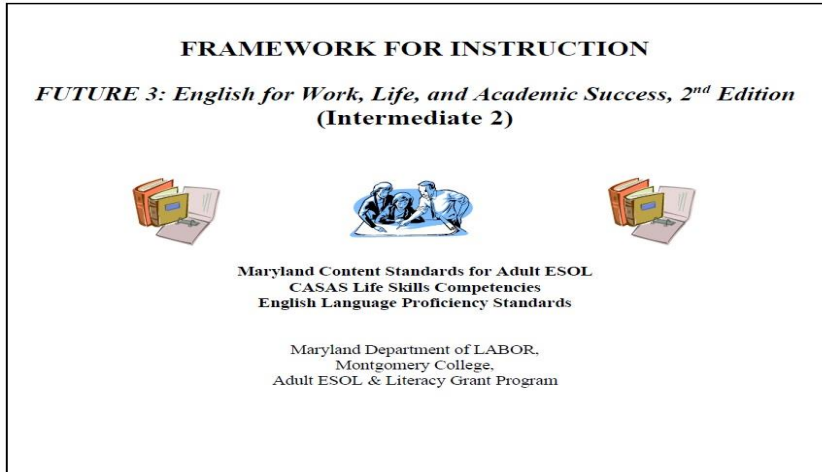 FRAMEWORK FOR INSTRUCTION
FUTURE 3: English for Work, Life, and Academic Success, 2nd Edition
(Intermediate 2)
Maryland Content Standards for Adult ESOL
CASAS Life Skills Competencies
English Language Proficiency Standards
Maryland Department of LABOR,
Montgomery College,
Adult ESOL & Literacy Grant Program